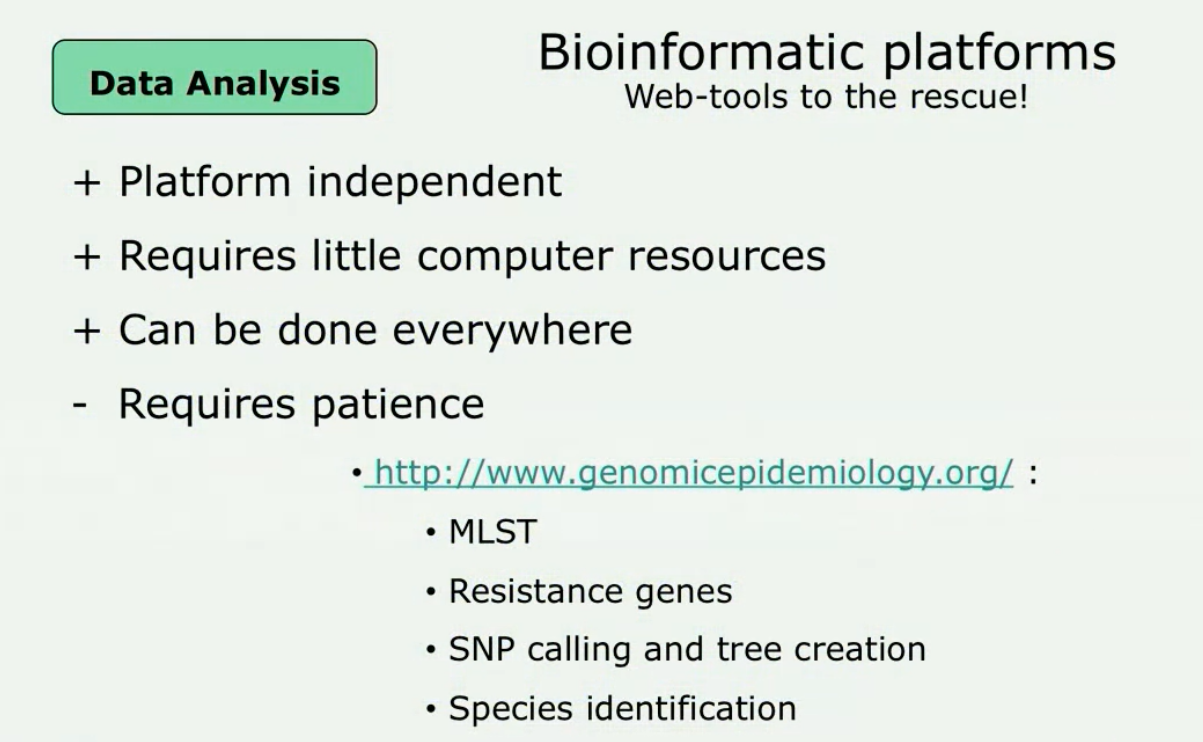 Data Analysis
Bioinformatic platforms
Web-tools to the rescue!
+ Platform independent
+ Requires little computer resources
+ Can be done everywhere
- Requires patience
• http://www.genomicepidemiology.org/ :
• MLST
• Resistance genes
• SNP calling and tree creation
• Species identification